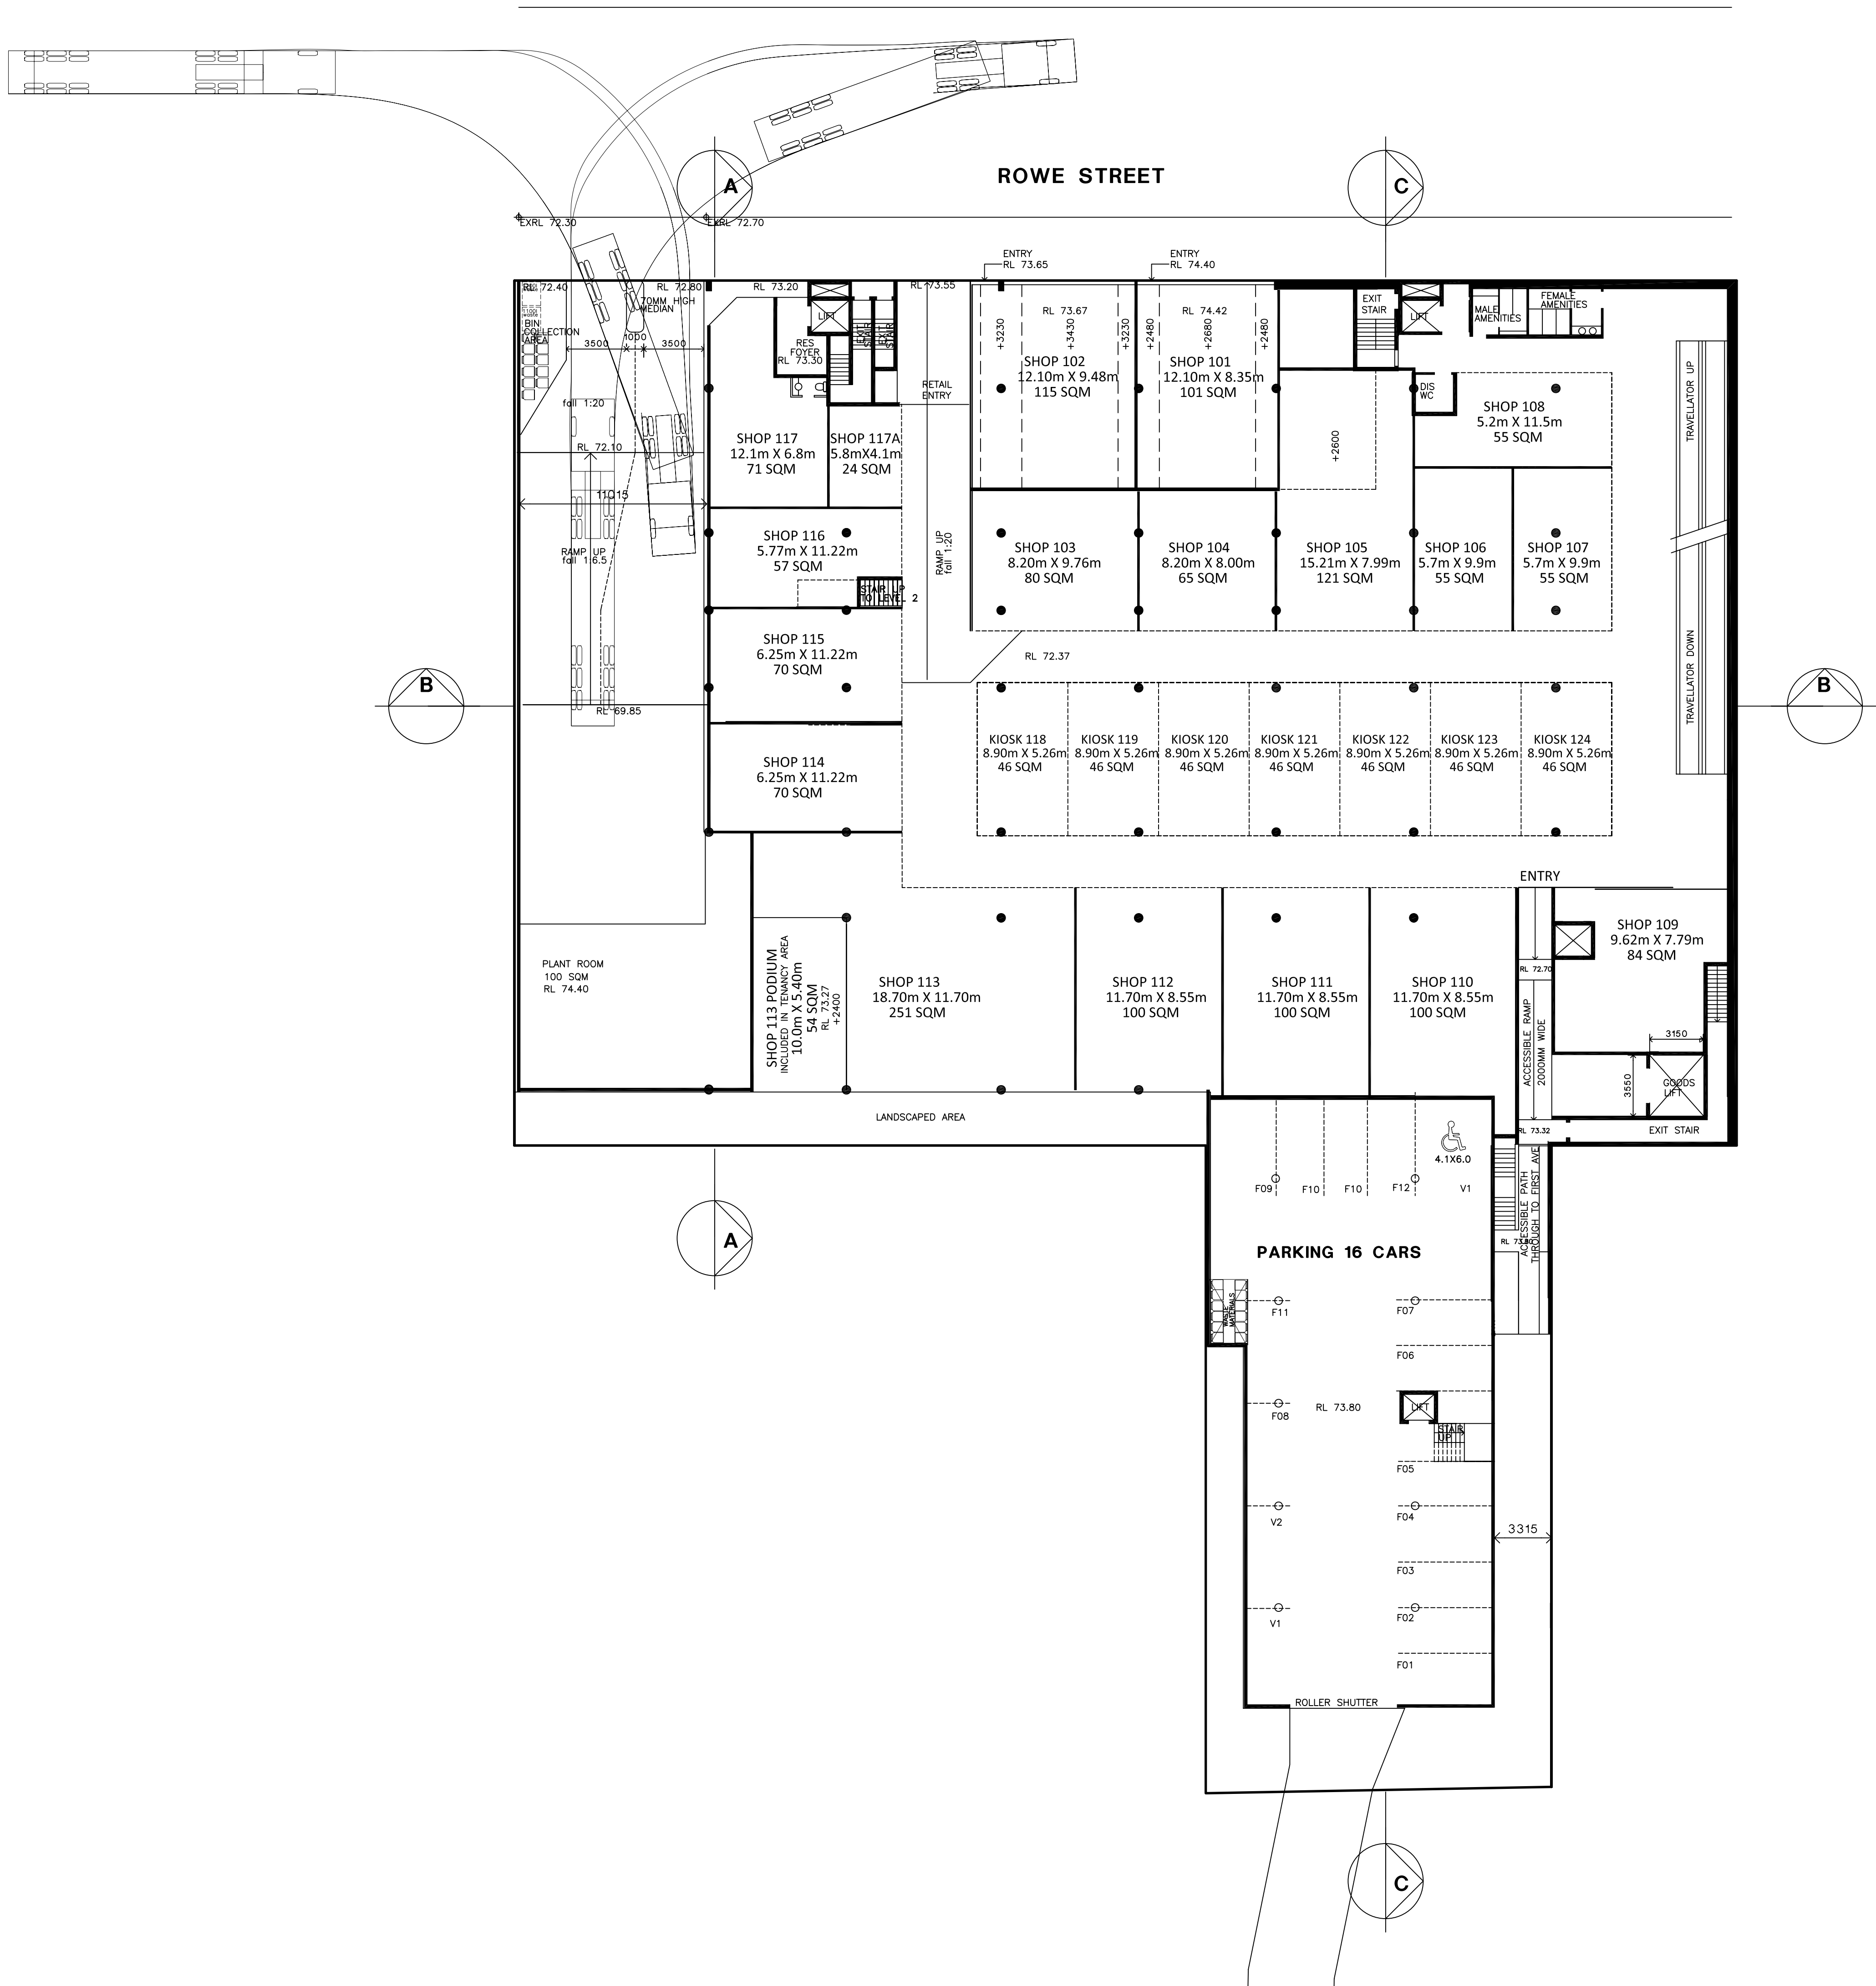 ROWE STREET
A
C
EXRL 72.30
EXRL 72.70
ENTRY
RL 73.65
ENTRY
RL 74.40
RL 72.40
RL 72.80
RL 73.20
RL 73.55
70MM HIGH
MEDIAN
BIN
COLLECTION
AREA
3500
1000
3500
LIFT
EXIT
STAIR
EXIT
STAIR
RES
FOYER
RL 73.30
RETAIL
ENTRY
+3230
RL 73.67
+3430
+3230
SHOP 102
12.10m X 9.48m
115 SQM
+2480
RL 74.42
+2680
+2480
SHOP 101
12.10m X 8.35m
101 SQM
EXIT
STAIR
LIFT
MALE
AMENITIES
FEMALE
AMENITIES
DIS
WC
SHOP 108
5.2m X 11.5m
55 SQM
TRAVELLATOR UP
+2600
fall 1:20
RL 72.10
11015
RAMP UP
fall 1:6.5
RL 69.85
SHOP 117
12.1m X 6.8m
71 SQM
SHOP 117A
5.8mX4.1m
24 SQM
SHOP 116
5.77m X 11.22m
57 SQM
STAIR UP
TO LEVEL 2
RAMP UP
fall 1:20
SHOP 103
8.20m X 9.76m
80 SQM
SHOP 104
8.20m X 8.00m
65 SQM
SHOP 105
15.21m X 7.99m
121 SQM
SHOP 106
5.7m X 9.9m
55 SQM
SHOP 107
5.7m X 9.9m
55 SQM
SHOP 115
6.25m X 11.22m
70 SQM
RL 72.37
TRAVELLATOR DOWN
B
B
SHOP 114
6.25m X 11.22m
70 SQM
KIOSK 118
8.90m X 5.26m
46 SQM
KIOSK 119
8.90m X 5.26m
46 SQM
KIOSK 120
8.90m X 5.26m
46 SQM
KIOSK 121
8.90m X 5.26m
46 SQM
KIOSK 122
8.90m X 5.26m
46 SQM
KIOSK 123
8.90m X 5.26m
46 SQM
KIOSK 124
8.90m X 5.26m
46 SQM
ENTRY
PLANT ROOM
100 SQM
RL 74.40
SHOP 113 PODIUM
INCLUDED IN TENANCY AREA
10.0m X 5.40m
54 SQM
RL 73.27
+2400
SHOP 113
18.70m X 11.70m
251 SQM
SHOP 112
11.70m X 8.55m
100 SQM
SHOP 111
11.70m X 8.55m
100 SQM
SHOP 110
11.70m X 8.55m
100 SQM
SHOP 109
9.62m X 7.79m
84 SQM
RL 72.70
ACCESSIBLE RAMP
2000MM WIDE
3150
3550
GOODS
LIFT
RL 73.32
EXIT STAIR
LANDSCAPED AREA
4.1X6.0
F09
F10
F10
F12
V1
ACCESSIBLE PATH
THROUGH TO FIRST AVE
RL 73.80
A
PARKING 16 CARS
WASTE
MATERIALS
F11
F07
F06
F08
RL 73.80
LIFT
STAIR
UP
F05
V2
F04
3315
F03
V1
F02
F01
ROLLER SHUTTER
C